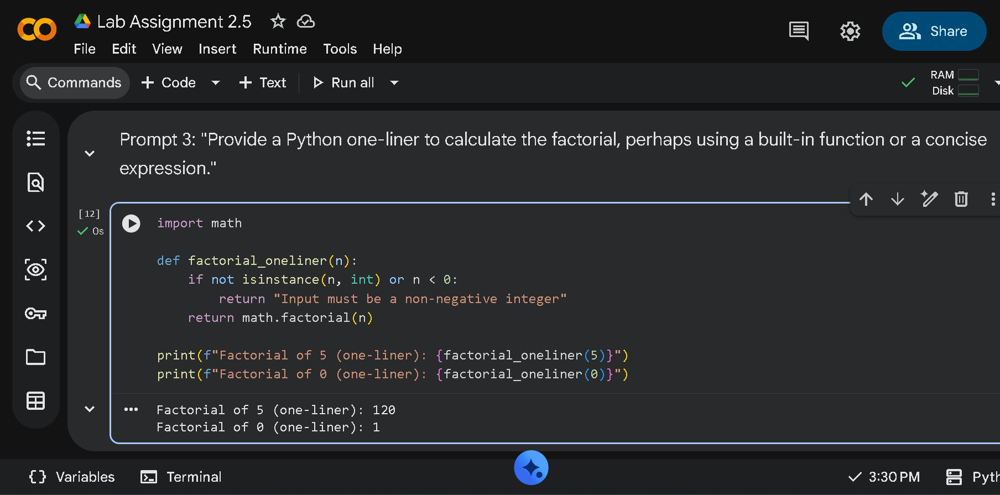 Lab Assignment 2.5
File Edit View Insert Runtime Tools Help
Share
Commands + Code + Text Run all
RAM
Disk
Prompt 3: "Provide a Python one-liner to calculate the factorial, perhaps using a built-in function or a concise
expression."
[12]
0s
import math
def factorial_oneliner(n):
    if not isinstance(n, int) or n < 0:
        return "Input must be a non-negative integer"
    return math.factorial(n)
print(f"Factorial of 5 (one-liner): {factorial_oneliner(5)}")
print(f"Factorial of 0 (one-liner): {factorial_oneliner(0)}")
Factorial of 5 (one-liner): 120
Factorial of 0 (one-liner): 1
{} Variables Terminal
3:30 PM Pyth